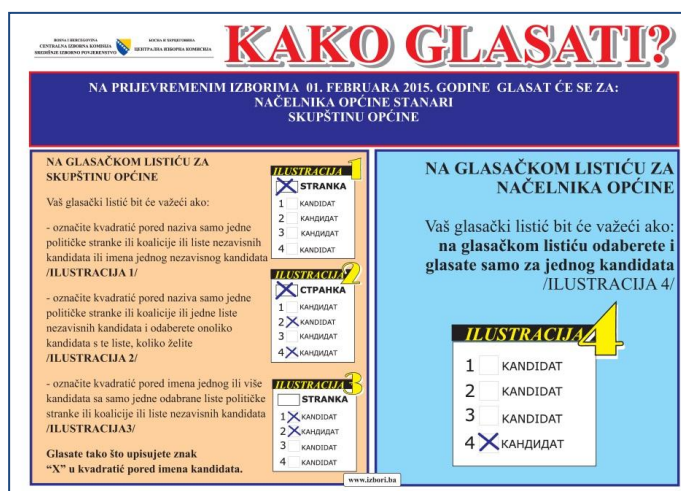 BOSNA I HERCEGOVINA
CENTRALNA IZBORNA KOMISIJA
SREDIŠNJE IZBORNO POVJERENSTVO
БОСНА И ХЕРЦЕГОВИНА
ЦЕНТРАЛНА ИЗБОРНА КОМИСИЈА
KAKO GLASATI?
NA PRIJEVREMENIM IZBORIMA 01. FEBRUARA 2015. GODINE GLASAT ĆE SE ZA:
NAČELNIKA OPĆINE STANARI
SKUPŠTINU OPĆINE
NA GLASAČKOM LISTIĆU ZA
SKUPŠTINU OPĆINE
Vaš glasački listić bit će važeći ako:
- označite kvadratić pored naziva samo jedne
političke stranke ili koalicije ili liste nezavisnih
kandidata ili imena jednog nezavisnog kandidata
/ILUSTRACIJA 1/
- označite kvadratić pored naziva samo jedne
političke stranke ili koalicije ili jedne liste
nezavisnih kandidata i odaberete onoliko
kandidata s te liste, koliko želite
/ILUSTRACIJA 2/
- označite kvadratić pored imena jednog ili više
kandidata sa samo jedne odabrane liste političke
stranke ili koalicije ili liste nezavisnih kandidata
/ILUSTRACIJA3/
Glasate tako što upisujete znak
“X” u kvadratić pored imena kandidata.
ILUSTRACIJA 1
STRANKA
1 KANDIDAT
2 КАНДИДАТ
3 КАНДИДАТ
4 KANDIDAT
ILUSTRACIJA 2
СТРАНКА
1 КАНДИДАТ
2 KANDIDAT
3 КАНДИДАТ
4 КАНДИДАТ
ILUSTRACIJA 3
STRANKA
1 KANDIDAT
2 КАНДИДАТ
3 KANDIDAT
4 KANDIDAT
NA GLASAČKOM LISTIĆU ZA
NAČELNIKA OPĆINE
Vaš glasački listić bit će važeći ako:
na glasačkom listiću odaberete i
glasate samo za jednog kandidata
/ILUSTRACIJA 4/
ILUSTRACIJA 4
1 KANDIDAT
2 KANDIDAT
3 KANDIDAT
4 КАНДИДАТ
www.izbori.ba